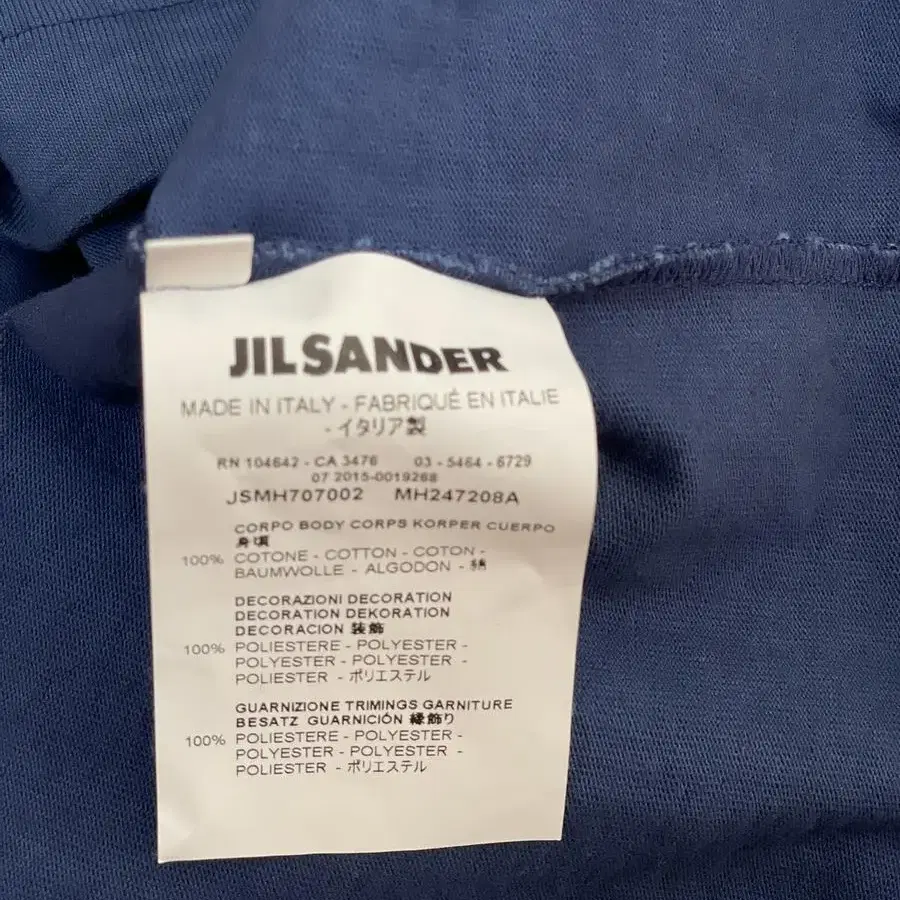 JIL SANDER
MADE IN ITALY - FABRIQUÉ EN ITALIE
- イタリア製
RN 104642 - CA 3476 03 - 5464 - 6729
07 2015-0019268
JSMH707002 MH247208A
CORPO BODY CORPS KORPER CUERPO
身頃
100% COTONE - COTTON - COTON -
BAUMWOLLE - ALGODON - 綿
DECORAZIONI DECORATION
DECORATION DEKORATION
DECORACION 装飾
100% POLIESTERE - POLYESTER -
POLYESTER - POLYESTER -
POLIESTER - ポリエステル
GUARNIZIONE TRIMINGS GARNITURE
BESATZ GUARNICIÓN 縁飾り
100% POLIESTERE - POLYESTER -
POLYESTER - POLYESTER -
POLIESTER - ポリエステル